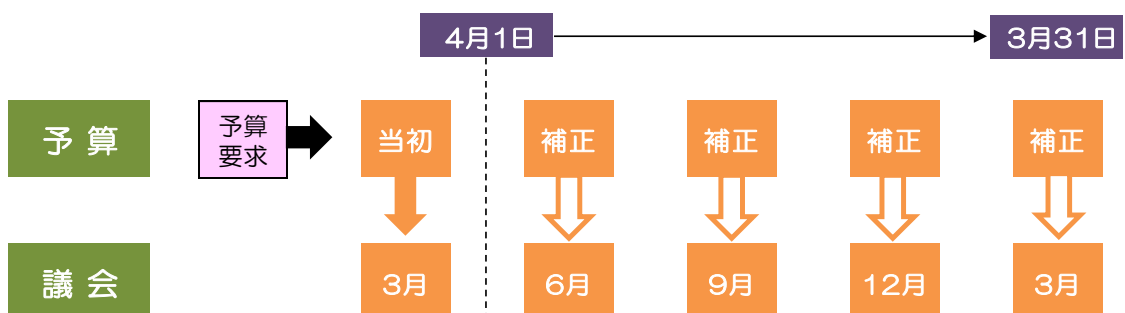 4月1日
3月31日
予 算
予算
要求
当初
補正
補正
補正
補正
議 会
3月
6月
9月
12月
3月